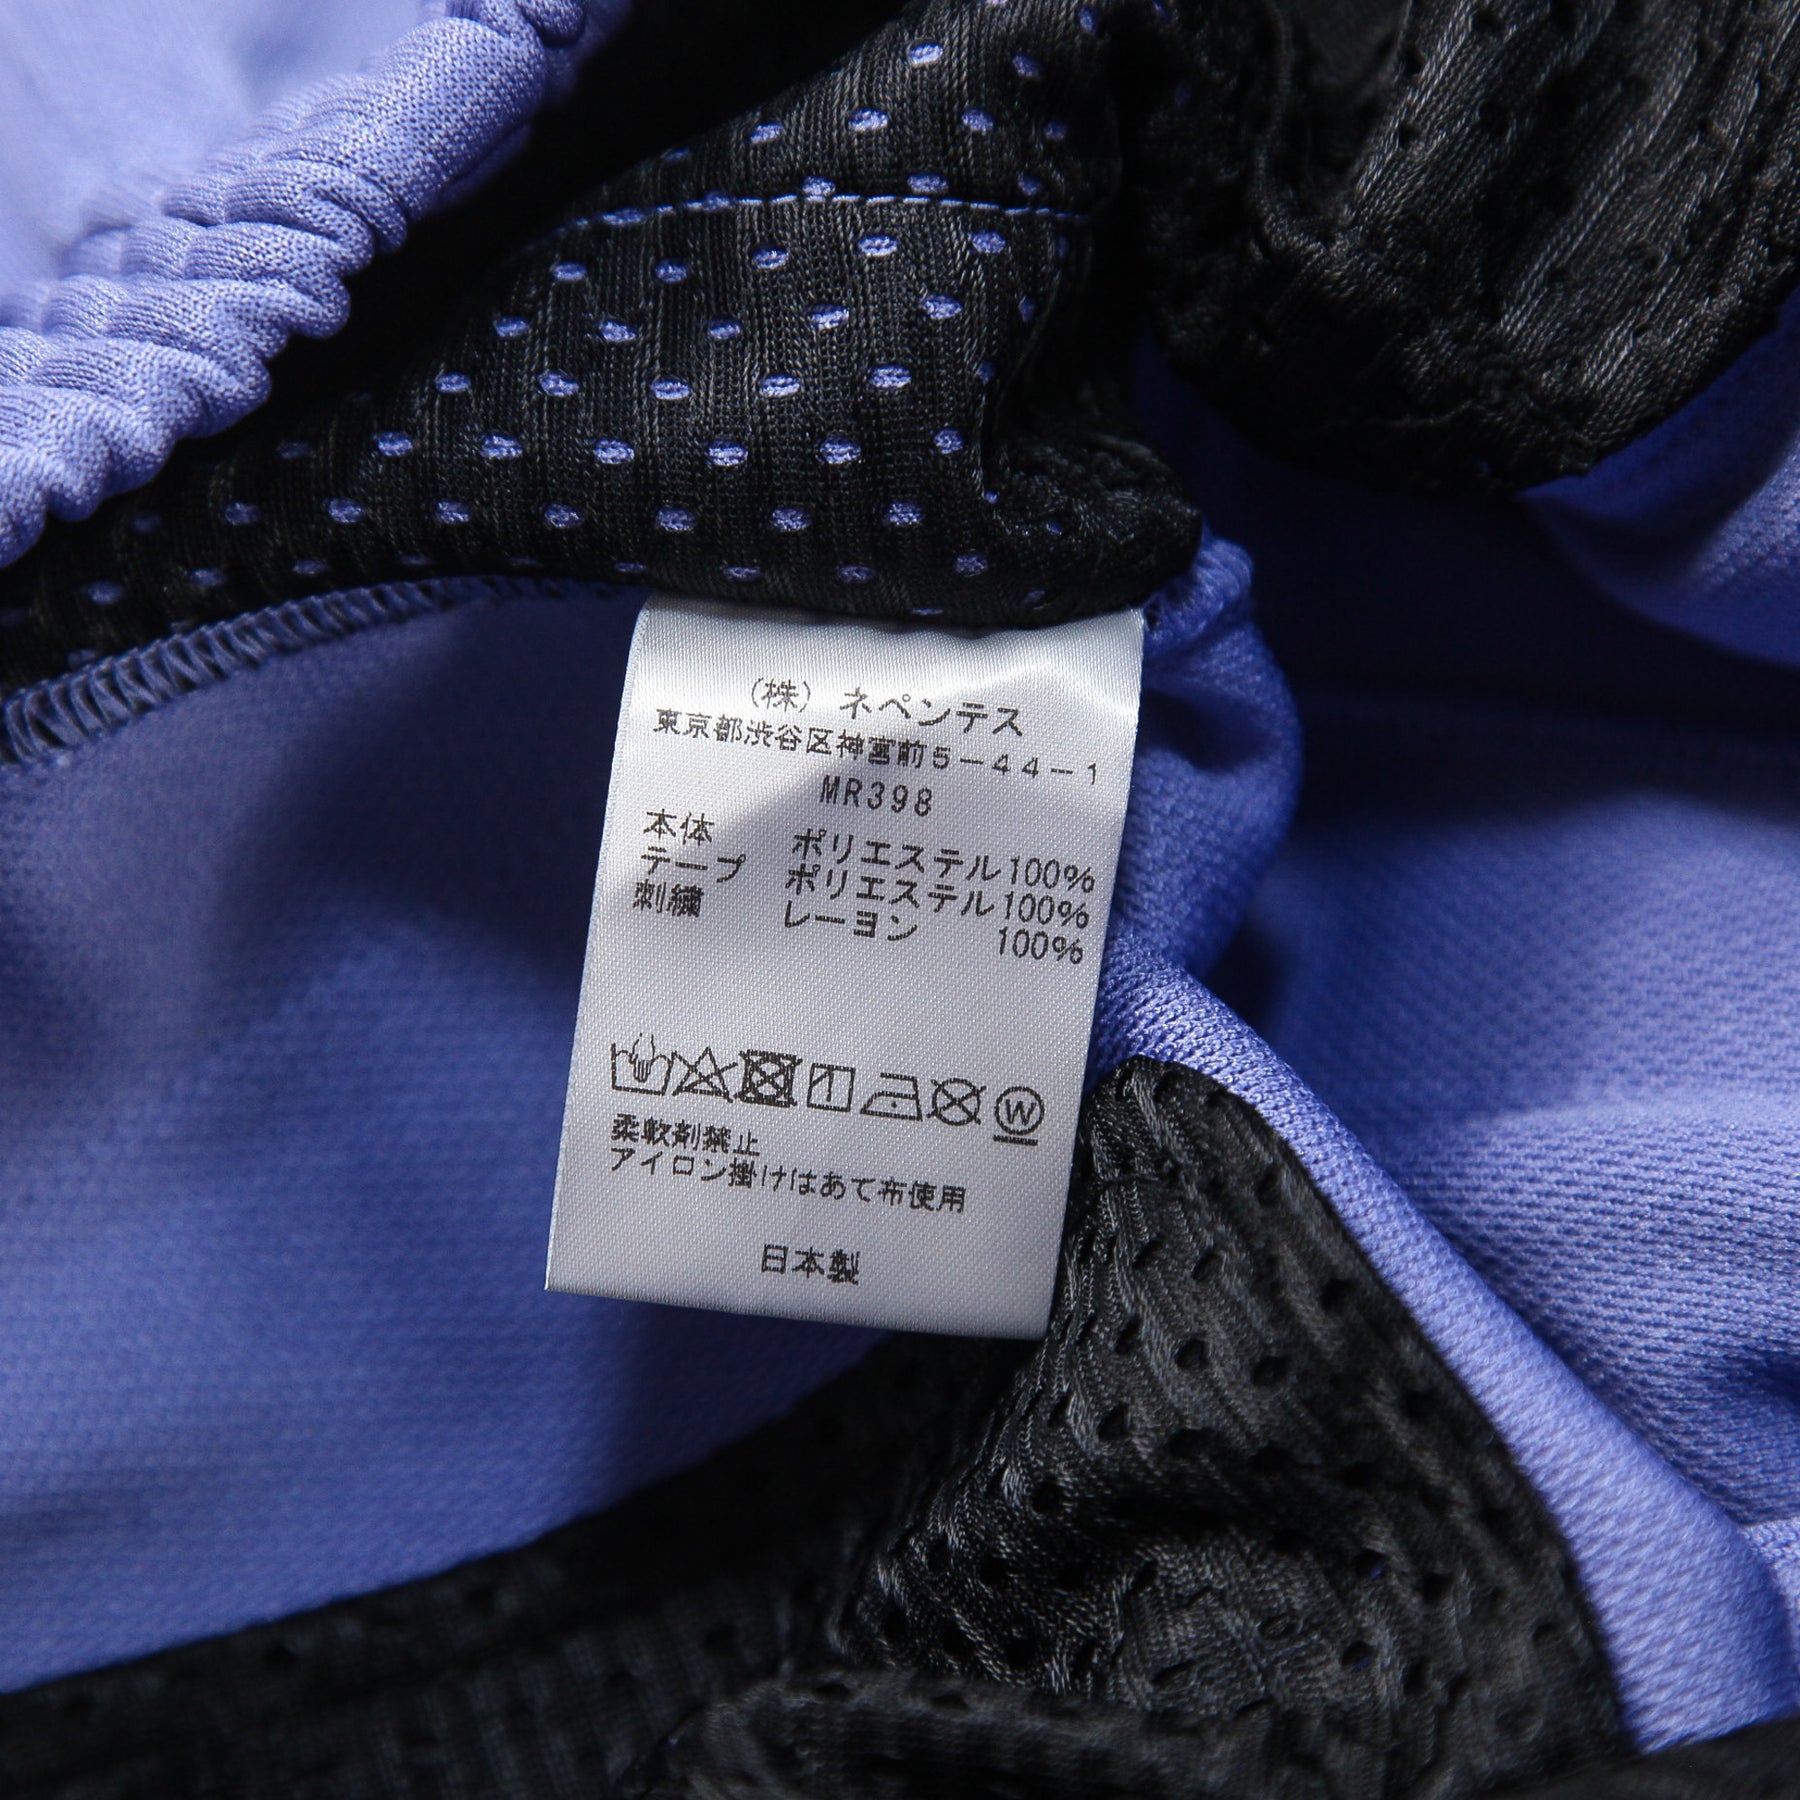 (株) ネペンテス
東京都渋谷区神宮前5-44-1
MR398
本体 ポリエステル100%
テープ ポリエステル100%
刺繍 レーヨン 100%
W
柔軟剤禁止
アイロン掛けはあて布使用
日本製